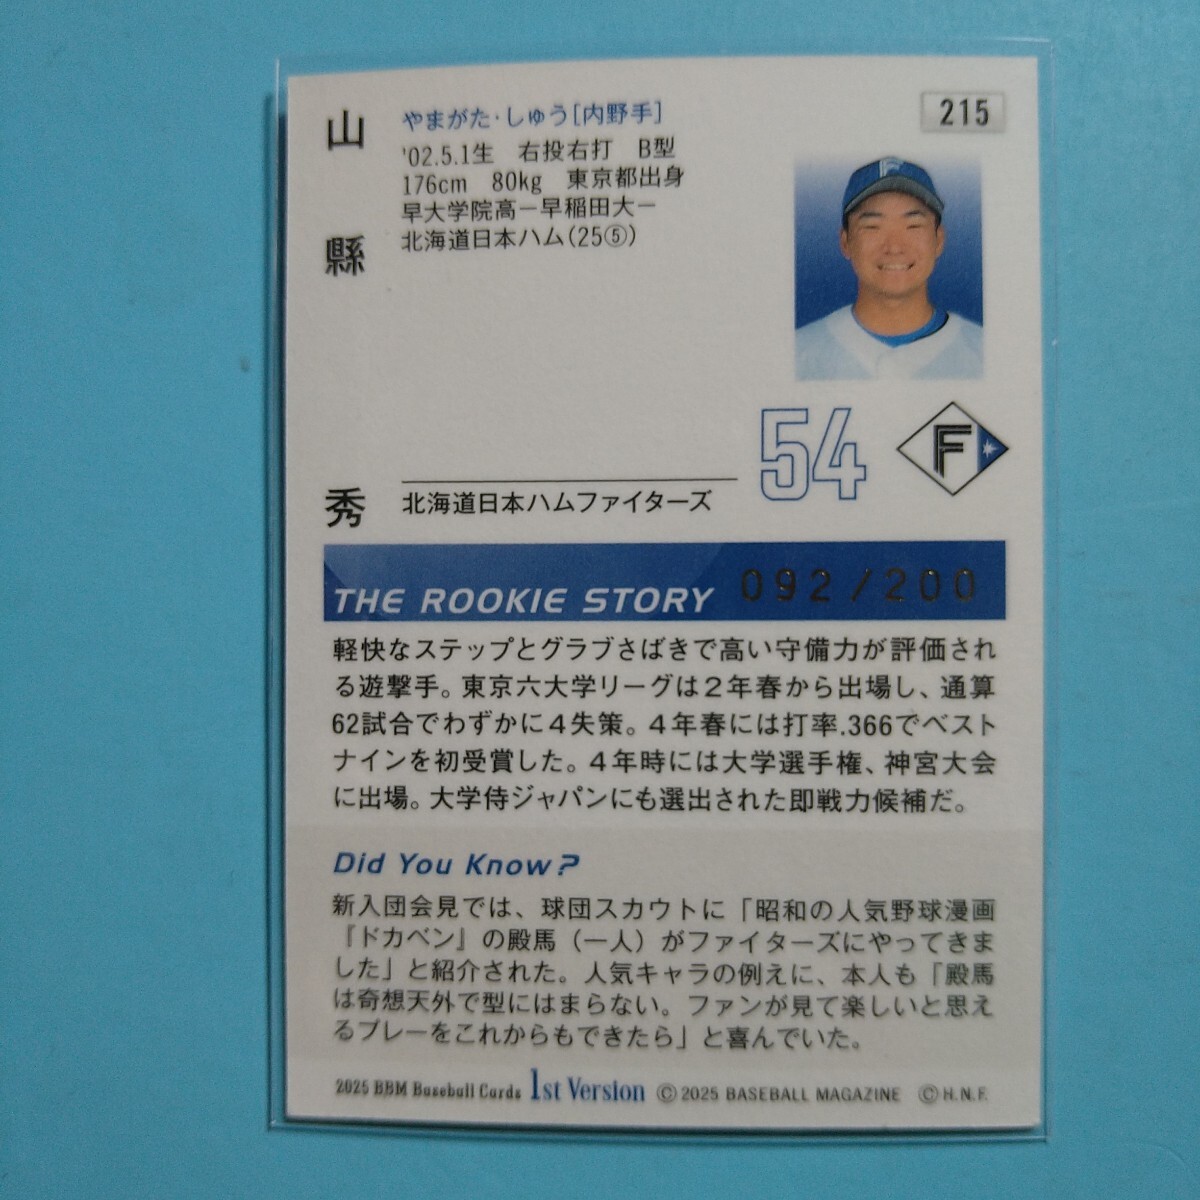 215
山縣 秀
やまがた・しゅう[内野手]
'02.5.1生 右投右打 B型
176cm 80kg 東京都出身
早大学院高－早稲田大－
北海道日本ハム(25⑤)
54
F
北海道日本ハムファイターズ
THE ROOKIE STORY 092/200
軽快なステップとグラブさばきで高い守備力が評価され
る遊撃手。東京六大学リーグは2年春から出場し、通算
62試合でわずかに4失策。4年春には打率.366でベスト
ナインを初受賞した。4年時には大学選手権、神宮大会
に出場。大学侍ジャパンにも選出された即戦力候補だ。
Did You Know?
新入団会見では、球団スカウトに「昭和の人気野球漫画
『ドカベン』の殿馬（一人）がファイターズにやってきま
した」と紹介された。人気キャラの例えに、本人も「殿馬
は奇想天外で型にはまらない。ファンが見て楽しいと思え
るプレーをこれからもできたら」と喜んでいた。
2025 BBM Baseball Cards 1st Version ©2025 BASEBALL MAGAZINE ©H.N.F.